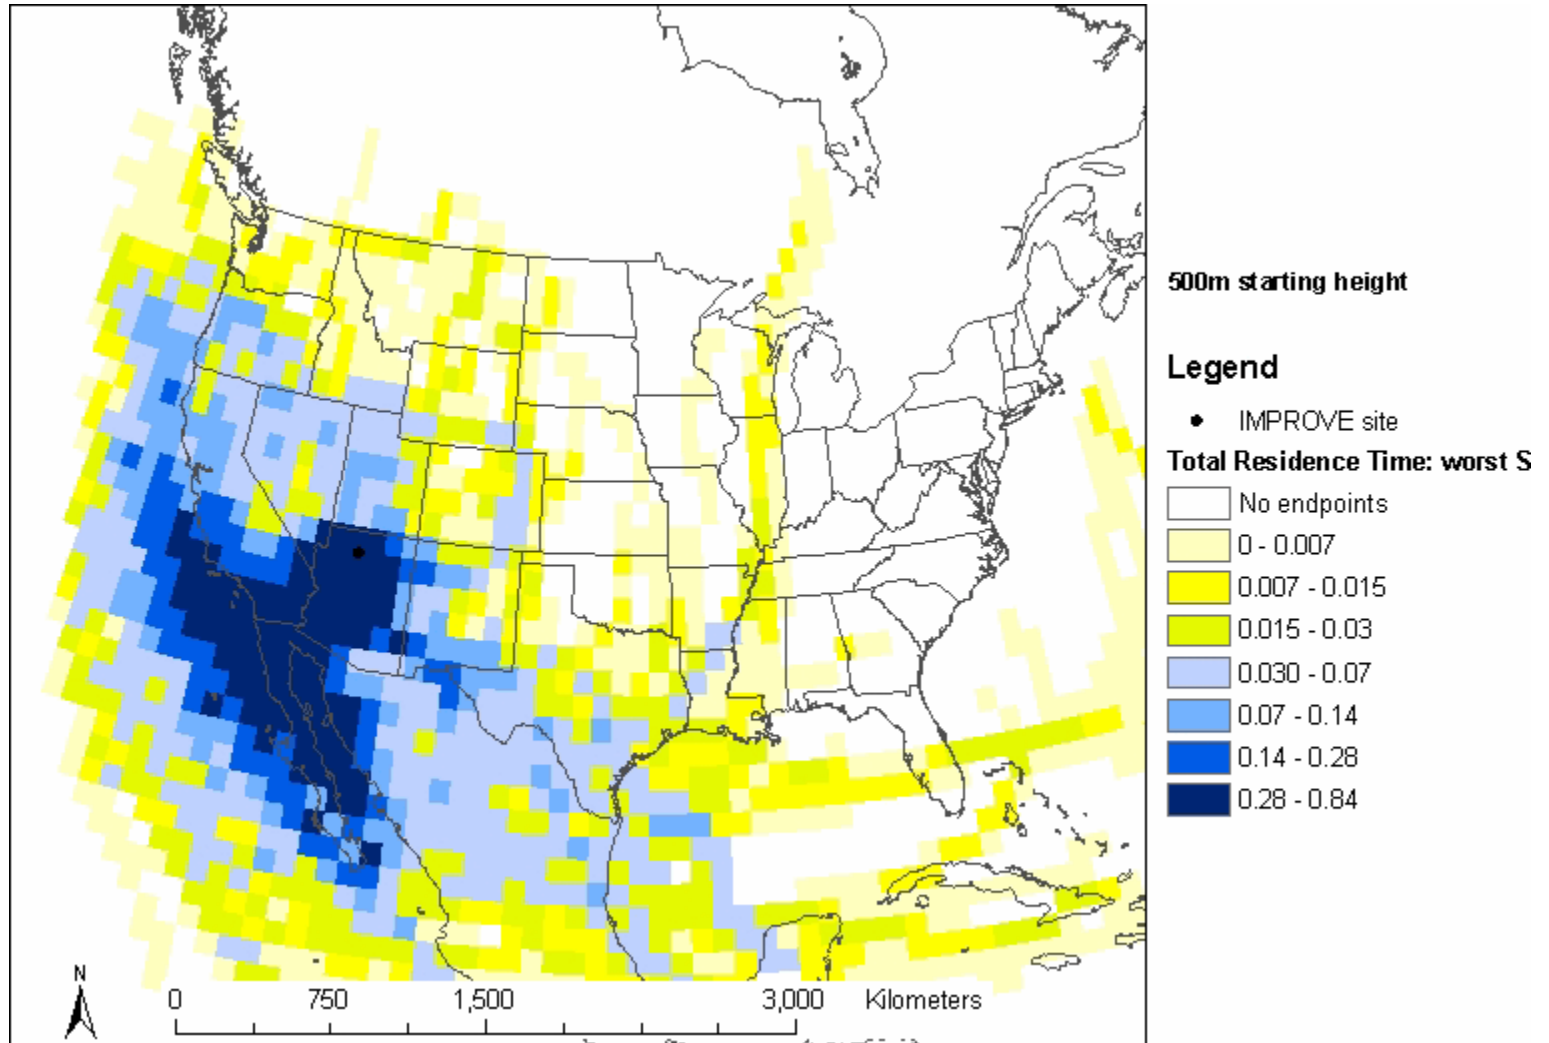 500m starting height
Legend
IMPROVE site
Total Residence Time: worst S
No endpoints
0 - 0.007
0.007 - 0.015
0.015 - 0.03
0.030 - 0.07
0.07 - 0.14
0.14 - 0.28
0.28 - 0.84
N
0 750 1,500 3,000 Kilometers